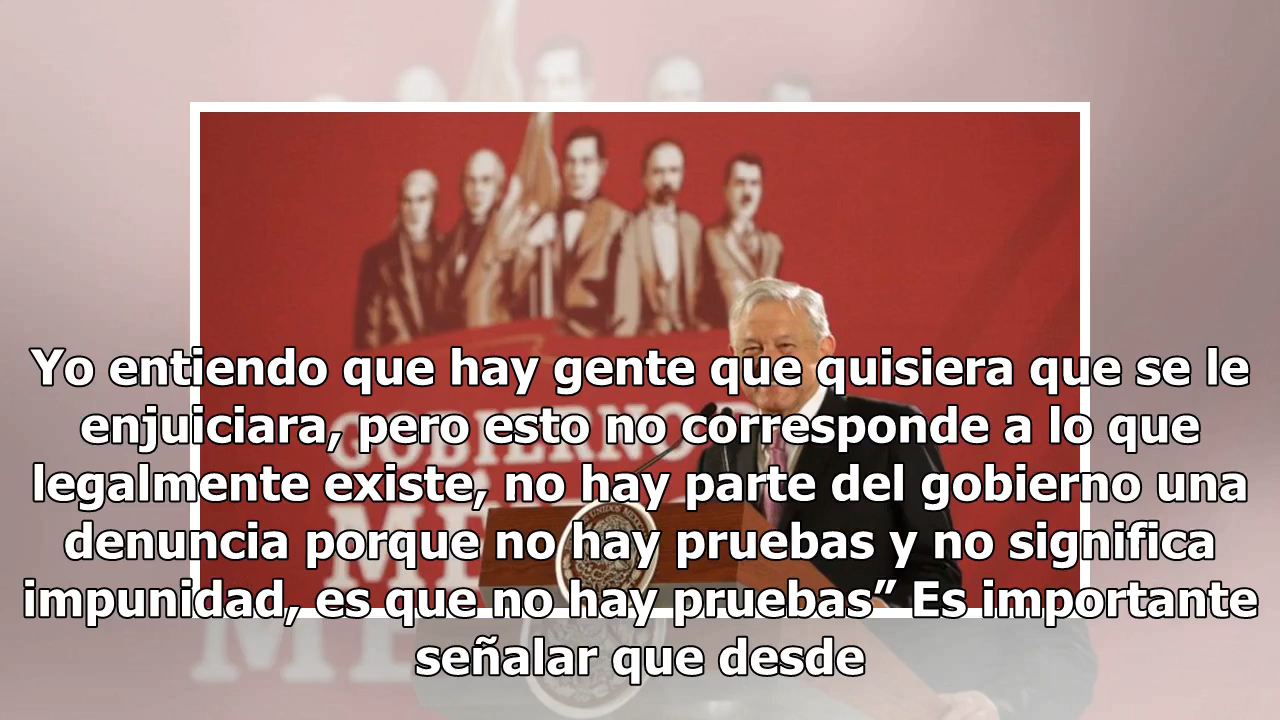 Yo entiendo que hay gente que quisiera que se le
enjuiciara, pero esto no corresponde a lo que
legalmente existe, no hay parte del gobierno una
denuncia porque no hay pruebas y no significa
impunidad, es que no hay pruebas” Es importante
señalar que desde
GOBIERNO
UNIDOS